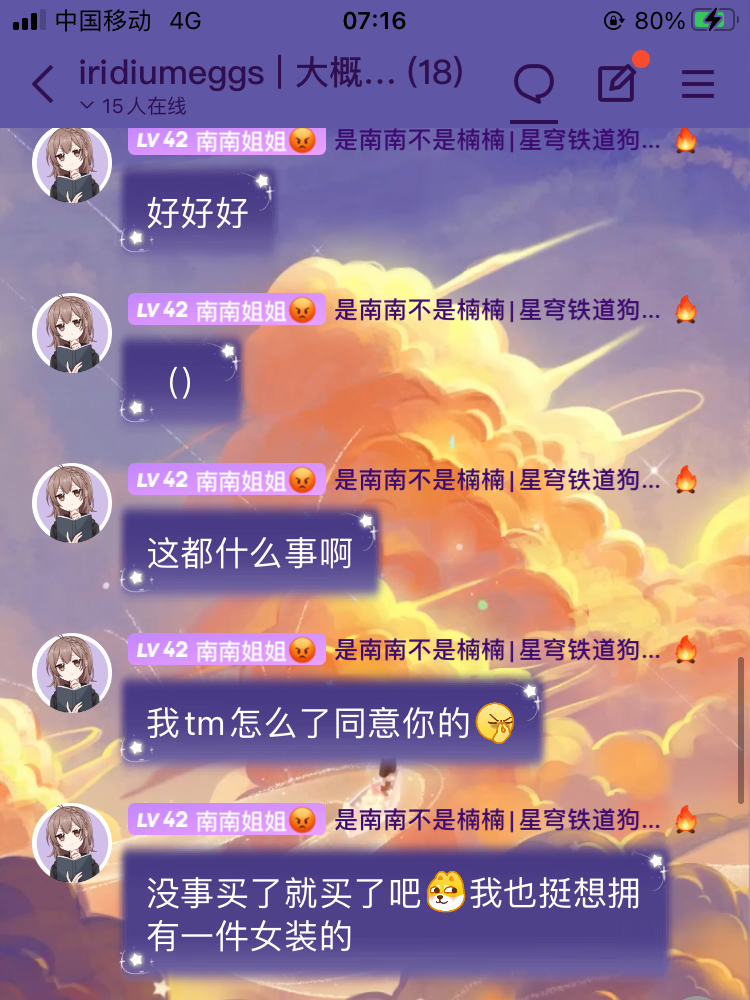 中国移动 4G 07:16 80%
iridiumeggs | 大概... (18)
15人在线
LV 42 南南姐姐😡 是南南不是楠楠|星穹铁道狗... 🔥
好好好
LV 42 南南姐姐😡 是南南不是楠楠|星穹铁道狗... 🔥
()
LV 42 南南姐姐😡 是南南不是楠楠|星穹铁道狗... 🔥
这都什么事啊
LV 42 南南姐姐😡 是南南不是楠楠|星穹铁道狗... 🔥
我tm怎么了同意你的
LV 42 南南姐姐😡 是南南不是楠楠|星穹铁道狗... 🔥
没事买了就买了吧我也挺想拥
有一件女装的